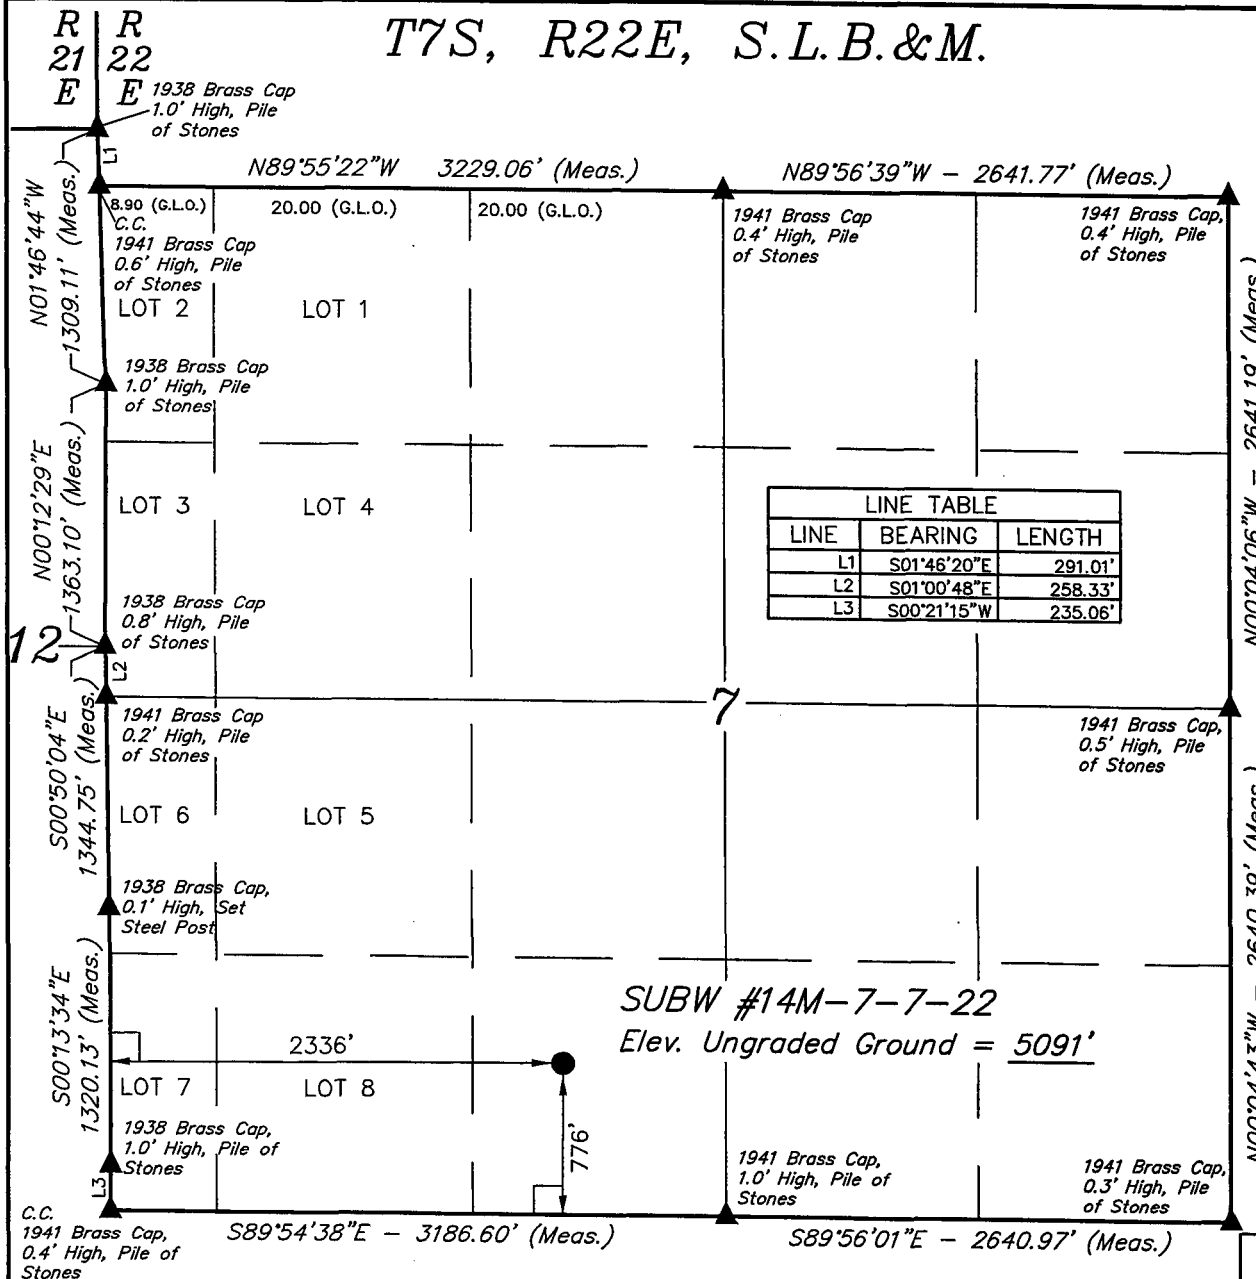 T7S, R22E, S.L.B.&M.
R R
21 22
E E
1938 Brass Cap
1.0' High, Pile
of Stones
L1
N89°55'22"W 3229.06' (Meas.)
N89°56'39"W - 2641.77' (Meas.)
8.90 (G.L.O.)
20.00 (G.L.O.)
20.00 (G.L.O.)
C.C.
1941 Brass Cap
0.6' High, Pile
of Stones
1941 Brass Cap
0.4' High, Pile
of Stones
1941 Brass Cap,
0.4' High, Pile
of Stones
N01°46'44"W
1309.11' (Meas.)
LOT 2
LOT 1
1938 Brass Cap
1.0' High, Pile
of Stones
N00°04'06"W - 2641.19' (Meas.)
N00°12'29"E
1363.10' (Meas.)
LOT 3
LOT 4
LINE TABLE
LINE BEARING LENGTH
L1 S01°46'20"E 291.01'
L2 S01°00'48"E 258.33'
L3 S00°21'15"W 235.06'
1938 Brass Cap
0.8' High, Pile
of Stones
12
L2
7
1941 Brass Cap
0.2' High, Pile
of Stones
1941 Brass Cap,
0.5' High, Pile
of Stones
S00°50'04"E
1344.75' (Meas.)
LOT 6
LOT 5
1938 Brass Cap,
0.1' High, Set
Steel Post
N00°04'43"W - 2640.39' (Meas.)
SUBW #14M-7-7-22
Elev. Ungraded Ground = 5091'
S00°13'34"E
1320.13' (Meas.)
2336'
LOT 7
LOT 8
776'
1938 Brass Cap,
1.0' High, Pile of
Stones
L3
1941 Brass Cap,
1.0' High, Pile of
Stones
1941 Brass Cap,
0.3' High, Pile
of Stones
C.C.
1941 Brass Cap,
0.4' High, Pile of
Stones
S89°54'38"E - 3186.60' (Meas.)
S89°56'01"E - 2640.97' (Meas.)